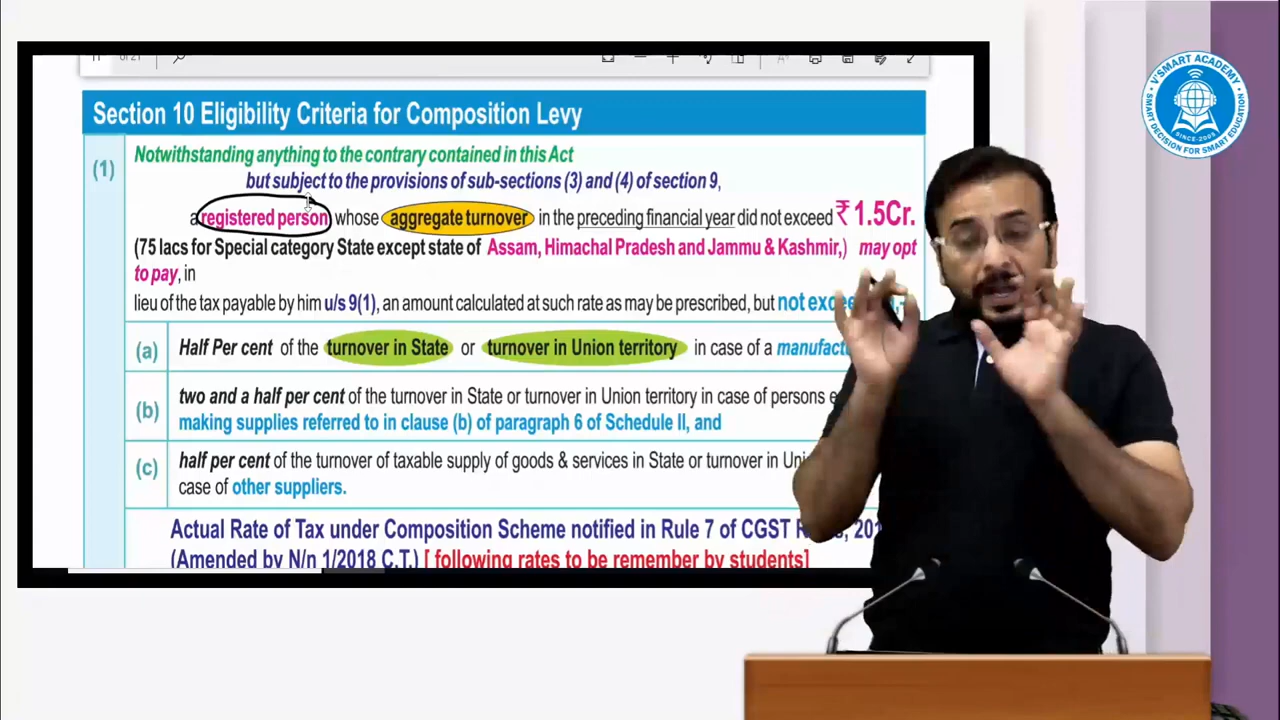 Section 10 Eligibility Criteria for Composition Levy
(1)
Notwithstanding anything to the contrary contained in this Act
but subject to the provisions of sub-sections (3) and (4) of section 9,
a registered person whose aggregate turnover in the preceding financial year did not exceed ₹ 1.5Cr.
(75 lacs for Special category State except state of Assam, Himachal Pradesh and Jammu & Kashmir,) may opt
to pay, in
lieu of the tax payable by him u/s 9(1), an amount calculated at such rate as may be prescribed, but not
(a) Half Per cent of the turnover in State or turnover in Union territory in case of a
(b) two and a half per cent of the turnover in State or turnover in Union territory in case of persons
making supplies referred to in clause (b) of paragraph 6 of Schedule II, and
(c) half per cent of the turnover of taxable supply of goods & services in State or turnover in
case of other suppliers.
Actual Rate of Tax under Composition Scheme notified in Rule 7 of CGST
(Amended by N/n 1/2018 C.T.) [ following rates to be remember by students]
V'SMART ACADEMY
SMART DECISION FOR SMART EDUCATION
SINCE-2005